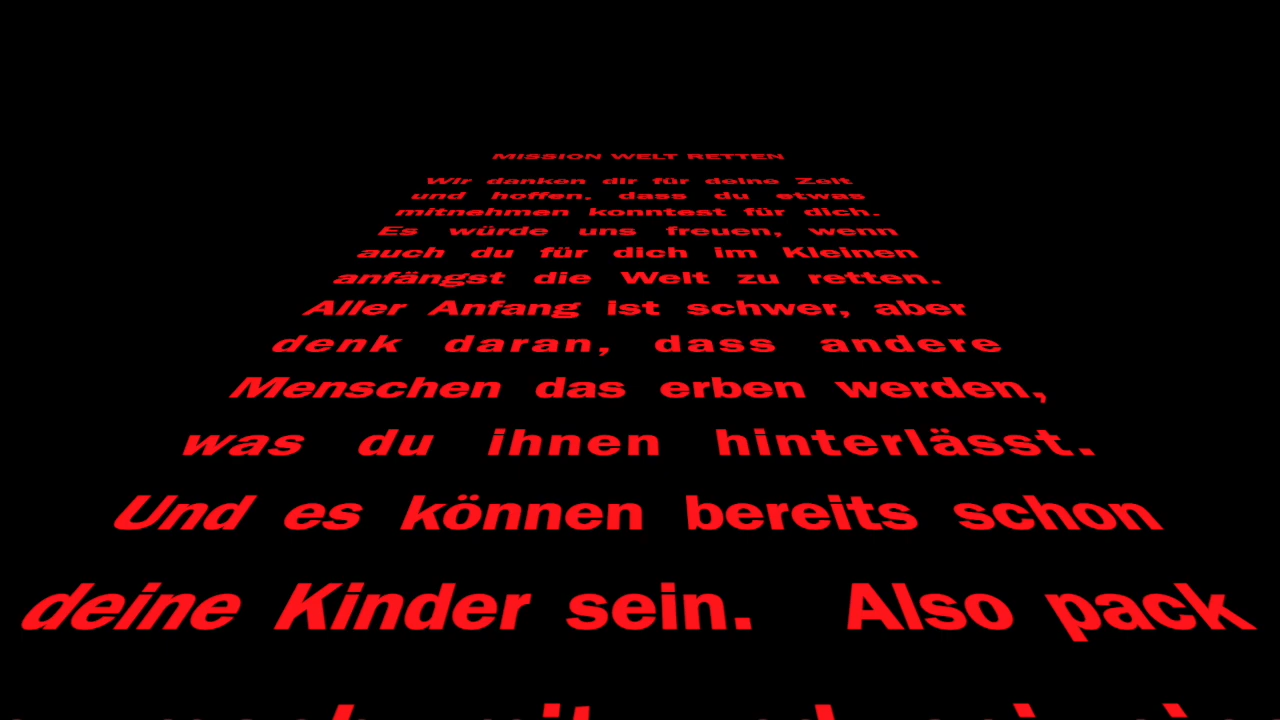 MISSION WELT RETTEN
Wir danken dir für deine Zeit
und hoffen, dass du etwas
mitnehmen konntest für dich.
Es würde uns freuen, wenn
auch du für dich im Kleinen
anfängst die Welt zu retten.
Aller Anfang ist schwer, aber
denk daran, dass andere
Menschen das erben werden,
was du ihnen hinterlässt.
Und es können bereits schon
deine Kinder sein. Also pack